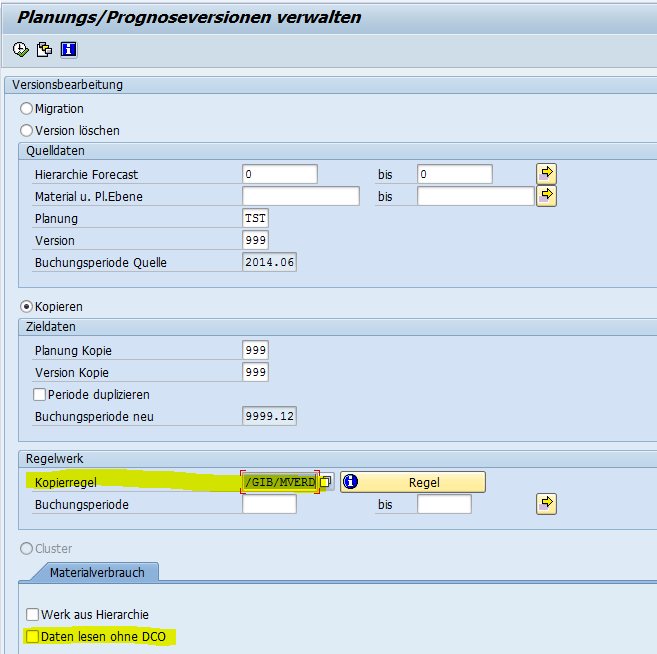 Planungs/Prognoseversionen verwalten
Versionsbearbeitung
Migration
Version löschen
Quelldaten
Hierarchie Forecast 0 bis 0
Material u. Pl.Ebene bis
Planung TST
Version 999
Buchungsperiode Quelle 2014.06
Kopieren
Zieldaten
Planung Kopie 999
Version Kopie 999
Periode duplizieren
Buchungsperiode neu 9999.12
Regelwerk
Kopierregel /GIB/MVERD Regel
Buchungsperiode bis
Cluster
Materialverbrauch
Werk aus Hierarchie
Daten lesen ohne DCO